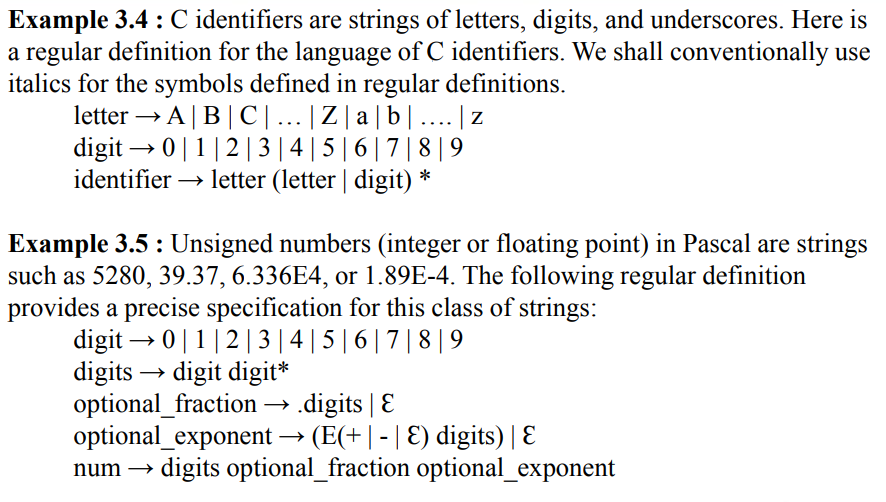 Example 3.4 : C identifiers are strings of letters, digits, and underscores. Here is
a regular definition for the language of C identifiers. We shall conventionally use
italics for the symbols defined in regular definitions.
letter → A | B | C | … | Z | a | b | …. | z
digit → 0 | 1 | 2 | 3 | 4 | 5 | 6 | 7 | 8 | 9
identifier → letter (letter | digit) *
Example 3.5 : Unsigned numbers (integer or floating point) in Pascal are strings
such as 5280, 39.37, 6.336E4, or 1.89E-4. The following regular definition
provides a precise specification for this class of strings:
digit → 0 | 1 | 2 | 3 | 4 | 5 | 6 | 7 | 8 | 9
digits → digit digit*
optional_fraction → .digits | Ɛ
optional_exponent → (E(+ | - | Ɛ) digits) | Ɛ
num → digits optional_fraction optional_exponent